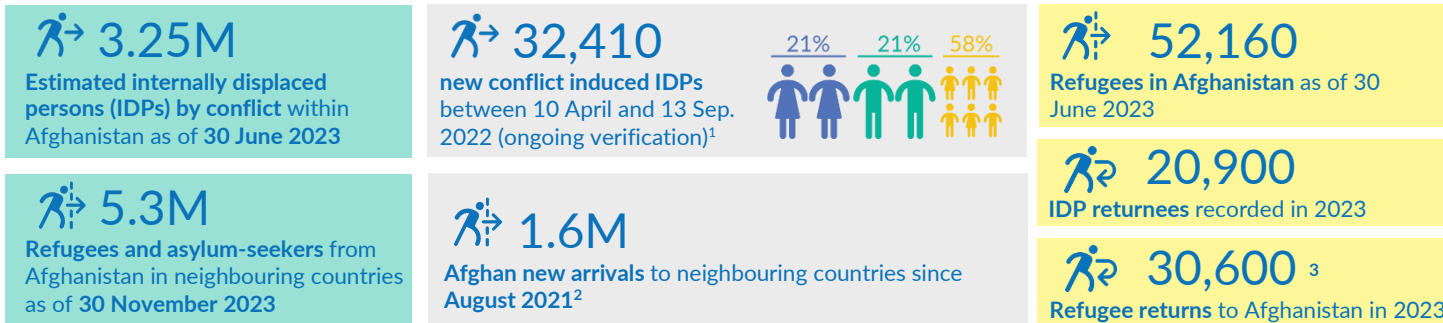 3.25M
Estimated internally displaced
persons (IDPs) by conflict within
Afghanistan as of 30 June 2023
32,410
new conflict induced IDPs
between 10 April and 13 Sep.
2022 (ongoing verification)1
21% 21% 58%
52,160
Refugees in Afghanistan as of 30
June 2023
20,900
IDP returnees recorded in 2023
5.3M
Refugees and asylum-seekers from
Afghanistan in neighbouring countries
as of 30 November 2023
1.6M
Afghan new arrivals to neighbouring countries since
August 20212
30,600 3
Refugee returns to Afghanistan in 2023